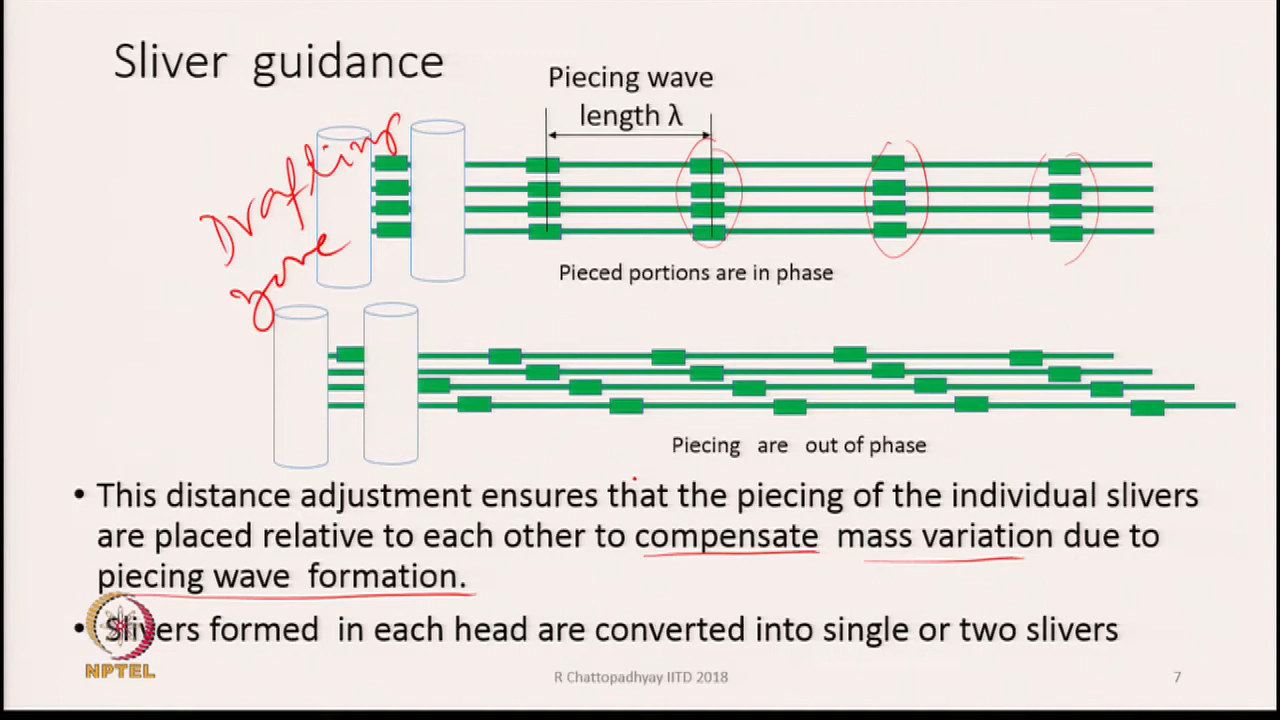 Sliver guidance
Piecing wave
length λ
Drafting
zone
Pieced portions are in phase
Piecing are out of phase
• This distance adjustment ensures that the piecing of the individual slivers
are placed relative to each other to compensate mass variation due to
piecing wave formation.
• Slivers formed in each head are converted into single or two slivers
NPTEL
R Chattopadhyay IITD 2018
7